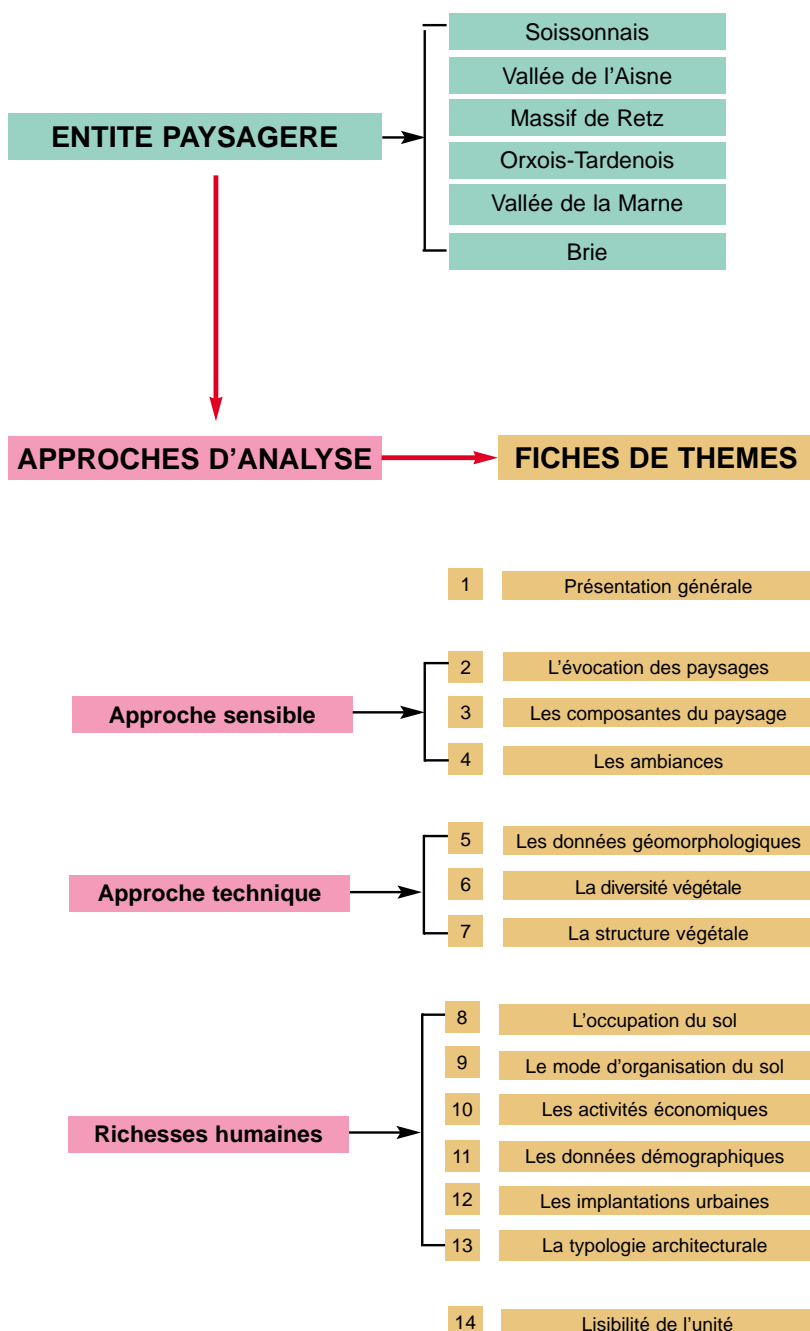 Soissonnais
Vallée de l’Aisne
ENTITE PAYSAGERE
Massif de Retz
Orxois-Tardenois
Vallée de la Marne
Brie
APPROCHES D’ANALYSE
FICHES DE THEMES
1 Présentation générale
Approche sensible
2 L’évocation des paysages
3 Les composantes du paysage
4 Les ambiances
Approche technique
5 Les données géomorphologiques
6 La diversité végétale
7 La structure végétale
Richesses humaines
8 L’occupation du sol
9 Le mode d’organisation du sol
10 Les activités économiques
11 Les données démographiques
12 Les implantations urbaines
13 La typologie architecturale
14 Lisibilité de l’unité